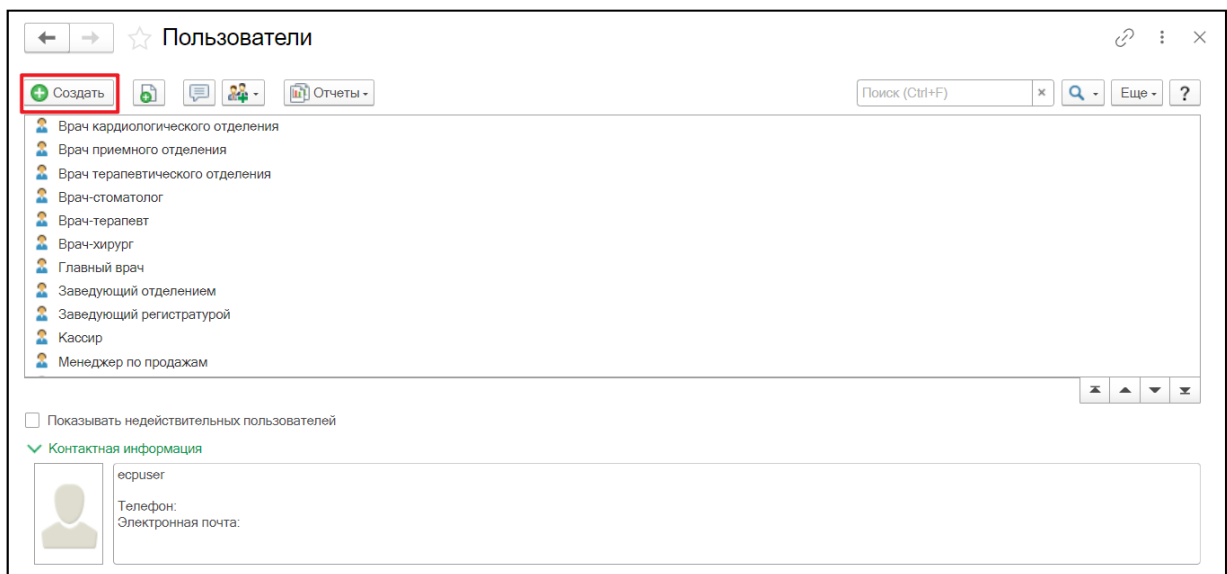 Пользователи
Создать Отчеты Поиск (Ctrl+F) × Еще ?
Врач кардиологического отделения
Врач приемного отделения
Врач терапевтического отделения
Врач-стоматолог
Врач-терапевт
Врач-хирург
Главный врач
Заведующий отделением
Заведующий регистратурой
Кассир
Менеджер по продажам
Показывать недействительных пользователей
Контактная информация
ecpuser
Телефон:
Электронная почта: